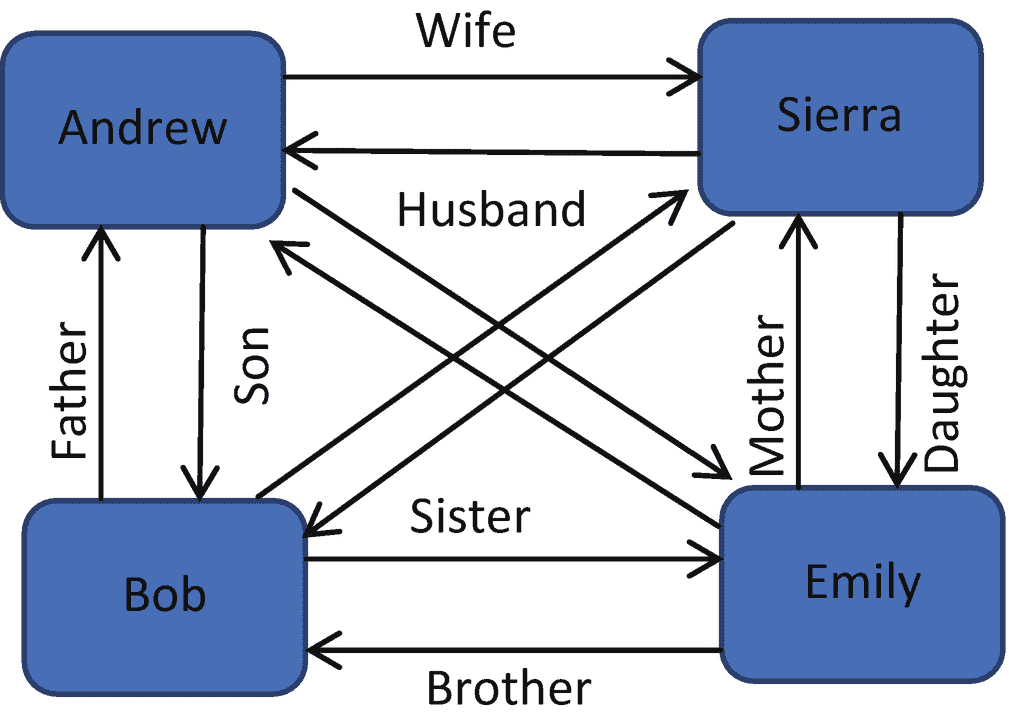 Wife
Andrew
Sierra
Husband
Father
Son
Mother
Daughter
Sister
Bob
Emily
Brother